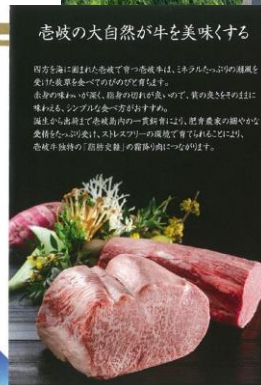 壱岐の大自然が牛を美味くする
四方を海に囲まれた壱岐で育つ壱岐牛は、ミネラルたっぷりの潮風を
受けた牧草を食べてのびのびと育ちます。
赤身の味わいが深く、脂身の切れが良いので、肉の良さをそのままに
味わえる、シンプルな食べ方がおすすめ。
誕生から出荷まで壱岐島内の一貫飼育により、肥育農家の細やかな
愛情をたっぷり受け、ストレスフリーの環境で育てられることにより、
壱岐牛独特の「脂肪交雑」の霜降り肉につながります。